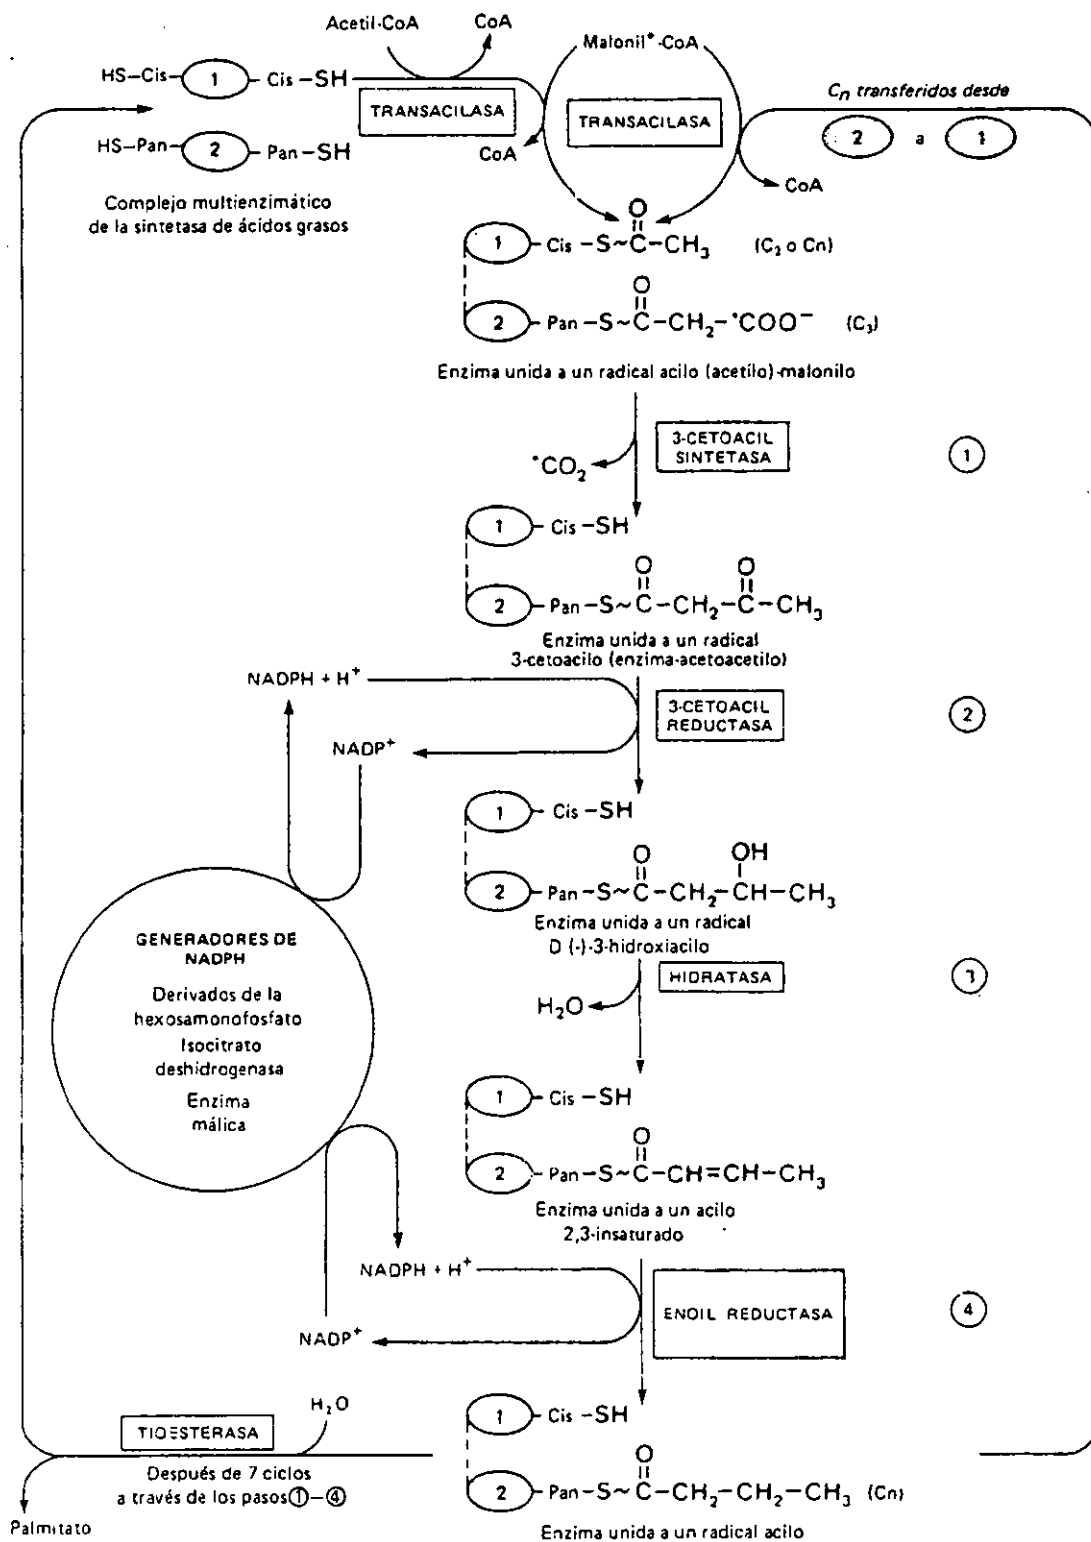 Acetil-CoA
CoA
Malonil*-CoA
HS–Cis– 1 –Cis–SH
TRANSACILASA
TRANSACILASA
Cn transferidos desde
2 a 1
HS–Pan– 2 –Pan–SH
CoA
CoA
Complejo multienzimático
de la sintetasa de ácidos grasos
O
1 –Cis–S~C–CH3 (C2 o Cn)
O
2 –Pan–S~C–CH2–*COO− (C3)
Enzima unida a un radical acilo (acetilo)-malonilo
3-CETOACIL
SINTETASA
1
*CO2
1 –Cis–SH
O O
2 –Pan–S~C–CH2–C–CH3
Enzima unida a un radical
3-cetoacilo (enzima-acetoacetilo)
NADPH + H+
3-CETOACIL
REDUCTASA
2
NADP+
1 –Cis–SH
O OH
2 –Pan–S~C–CH2–CH–CH3
Enzima unida a un radical
D (-)-3-hidroxiacilo
GENERADORES DE
NADPH
Derivados de la
hexosamonofosfato
Isocitrato
deshidrogenasa
Enzima
málica
HIDRATASA
3
H2O
1 –Cis–SH
O
2 –Pan–S~C–CH=CH–CH3
Enzima unida a un acilo
2,3-insaturado
NADPH + H+
ENOIL REDUCTASA
4
NADP+
H2O
TIOESTERASA
1 –Cis–SH
Después de 7 ciclos
a través de los pasos 1–4
O
2 –Pan–S~C–CH2–CH2–CH3 (Cn)
Palmitato
Enzima unida a un radical acilo